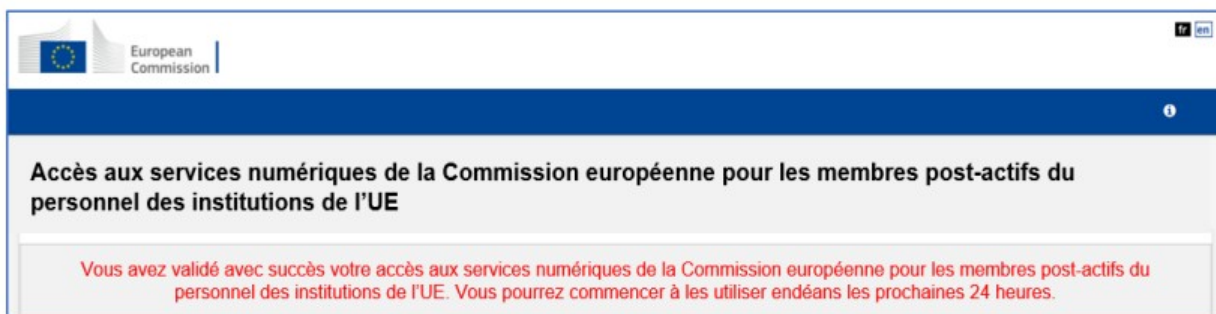 European
Commission
fr en
Accès aux services numériques de la Commission européenne pour les membres post-actifs du
personnel des institutions de l'UE
Vous avez validé avec succès votre accès aux services numériques de la Commission européenne pour les membres post-actifs du
personnel des institutions de l'UE. Vous pourrez commencer à les utiliser endéans les prochaines 24 heures.